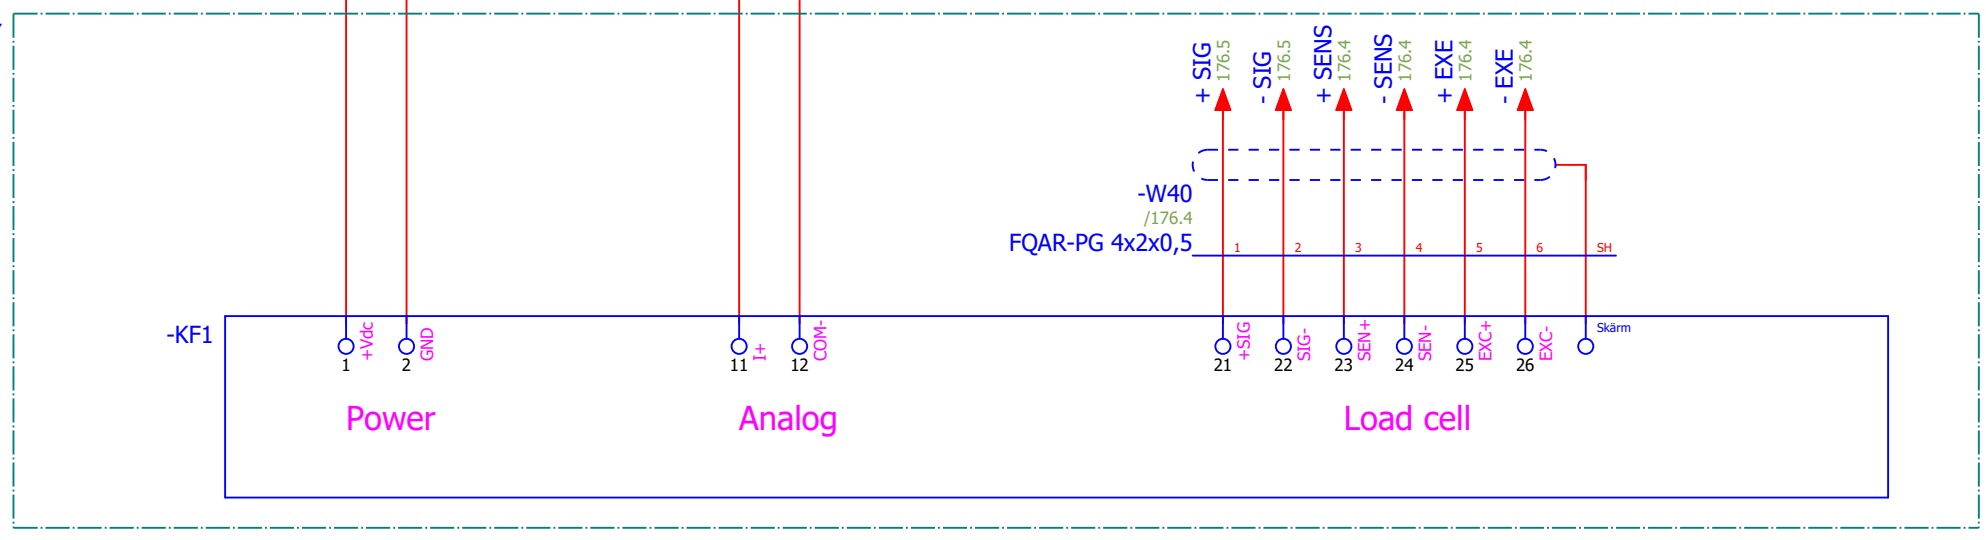 + SIG
176.5
- SIG
176.5
+ SENS
176.4
- SENS
176.4
+ EXE
176.4
- EXE
176.4
-W40
/176.4
FQAR-PG 4x2x0,5
1
2
3
4
5
6
SH
-KF1
+Vdc
GND
I+
COM-
+SIG
SIG-
SEN+
SEN-
EXC+
EXC-
Skärm
1
2
11
12
21
22
23
24
25
26
Power
Analog
Load cell